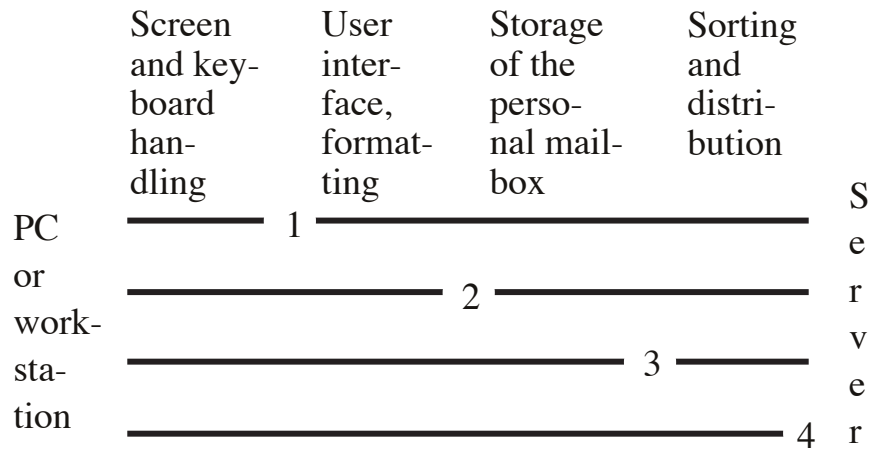 Screen
and key-
board
han-
dling
User
inter-
face,
format-
ting
Storage
of the
perso-
nal mail-
box
Sorting
and
distri-
bution
PC
or
work-
sta-
tion
1
2
3
4
S
e
r
v
e
r